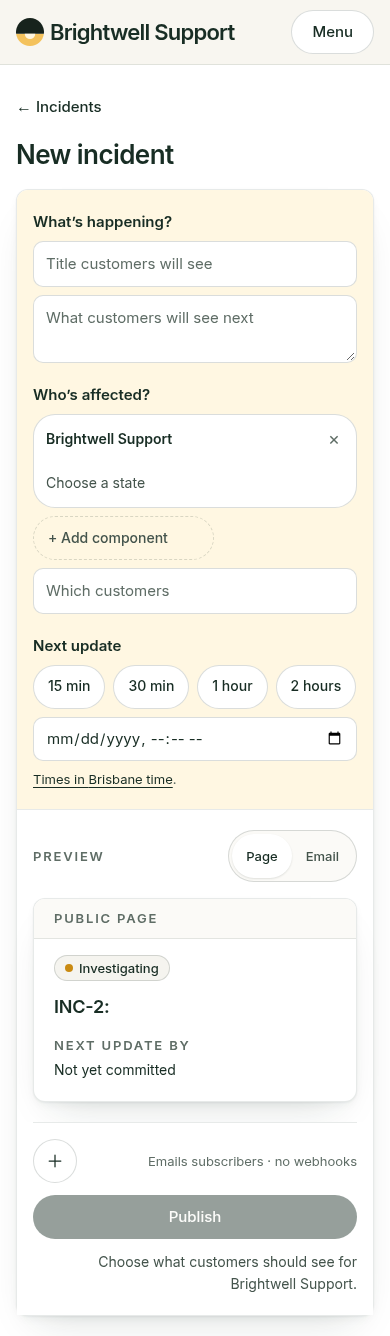 Brightwell Support
Menu
← Incidents
New incident
What’s happening?
Title customers will see
What customers will see next
Who’s affected?
Brightwell Support ×
Choose a state
+ Add component
Which customers
Next update
15 min 30 min 1 hour 2 hours
mm/dd/yyyy, --:-- --
Times in Brisbane time.
PREVIEW
Page Email
PUBLIC PAGE
Investigating
INC-2:
NEXT UPDATE BY
Not yet committed
+
Emails subscribers · no webhooks
Publish
Choose what customers should see for
Brightwell Support.